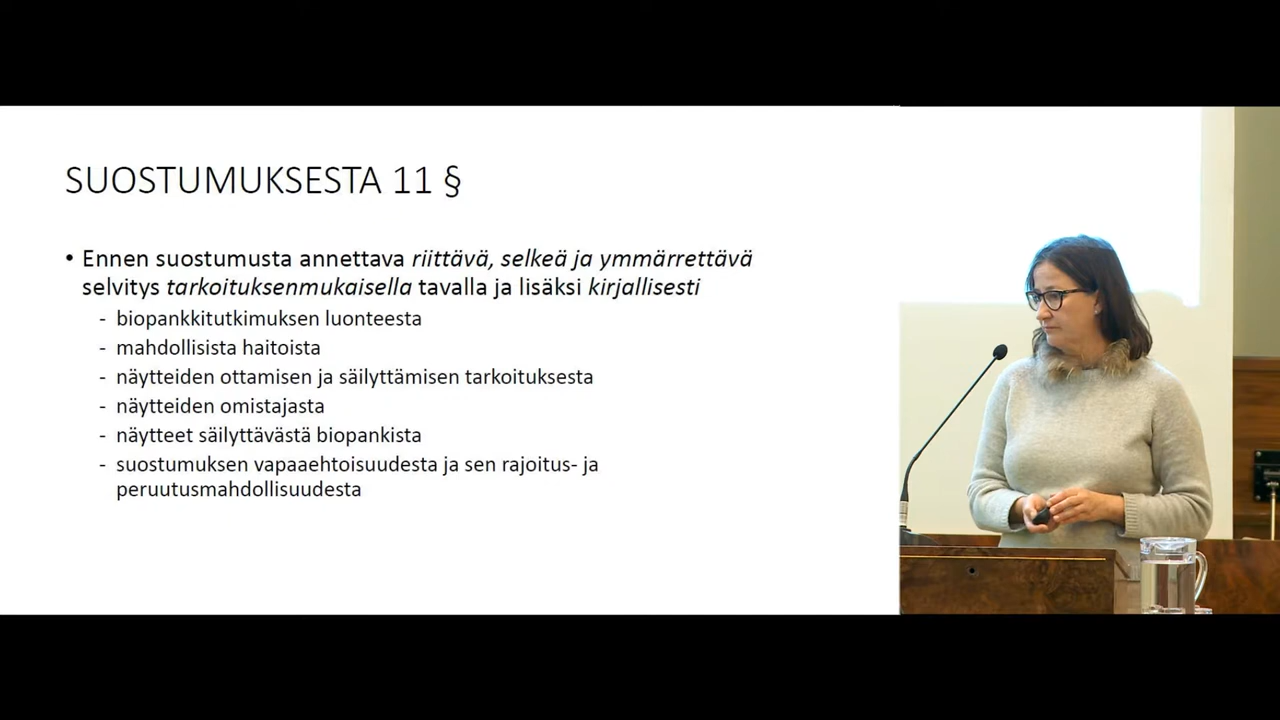 SUOSTUMUKSESTA 11 §
• Ennen suostumusta annettava riittävä, selkeä ja ymmärrettävä
selvitys tarkoituksenmukaisella tavalla ja lisäksi kirjallisesti
- biopankkitutkimuksen luonteesta
- mahdollisista haitoista
- näytteiden ottamisen ja säilyttämisen tarkoituksesta
- näytteiden omistajasta
- näytteet säilyttävästä biopankista
- suostumuksen vapaaehtoisuudesta ja sen rajoitus- ja
peruutusmahdollisuudesta